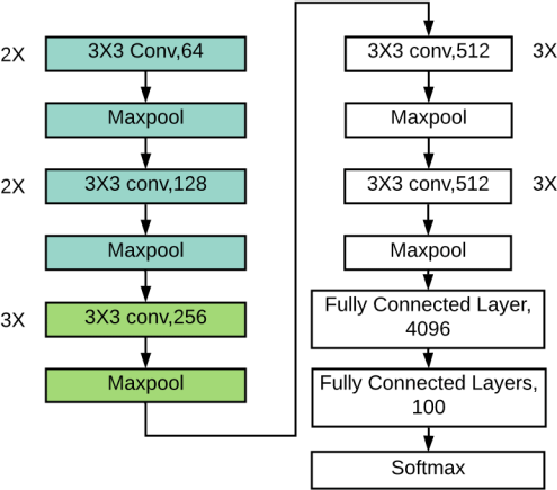 2X
3X3 Conv,64
Maxpool
2X
3X3 conv,128
Maxpool
3X
3X3 conv,256
Maxpool
3X3 conv,512
3X
Maxpool
3X3 conv,512
3X
Maxpool
Fully Connected Layer,
4096
Fully Connected Layers,
100
Softmax